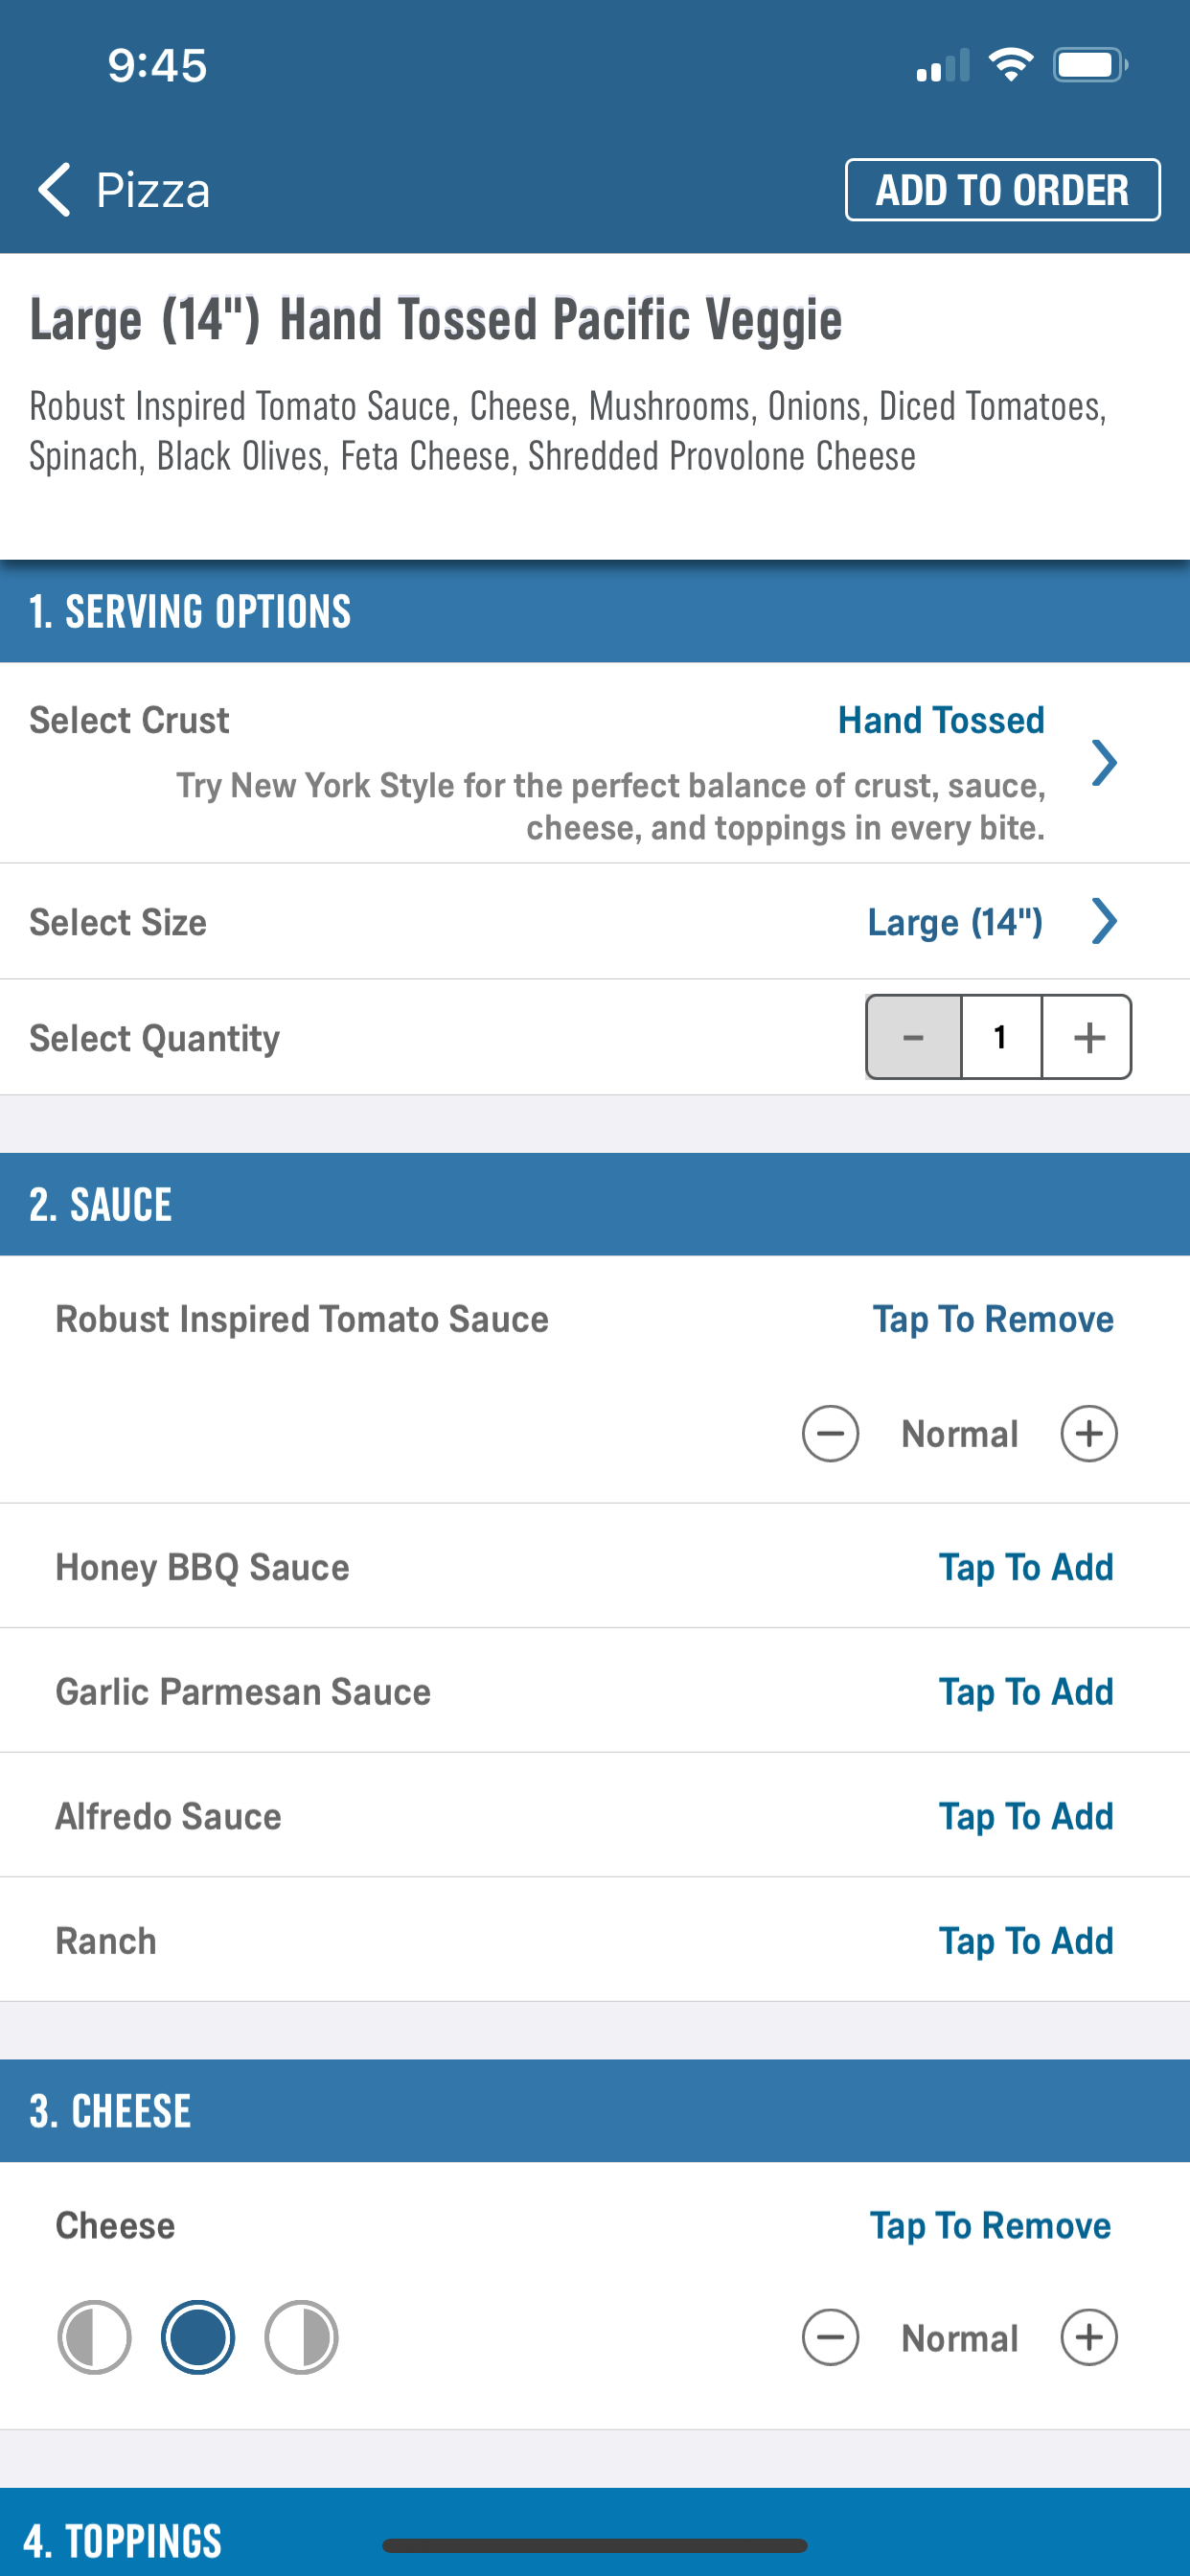 9:45
Pizza
ADD TO ORDER
Large (14") Hand Tossed Pacific Veggie
Robust Inspired Tomato Sauce, Cheese, Mushrooms, Onions, Diced Tomatoes,
Spinach, Black Olives, Feta Cheese, Shredded Provolone Cheese
1. SERVING OPTIONS
Select Crust
Hand Tossed
Try New York Style for the perfect balance of crust, sauce,
cheese, and toppings in every bite.
Select Size
Large (14")
Select Quantity
- 1 +
2. SAUCE
Robust Inspired Tomato Sauce
Tap To Remove
Normal
Honey BBQ Sauce
Tap To Add
Garlic Parmesan Sauce
Tap To Add
Alfredo Sauce
Tap To Add
Ranch
Tap To Add
3. CHEESE
Cheese
Tap To Remove
Normal
4. TOPPINGS